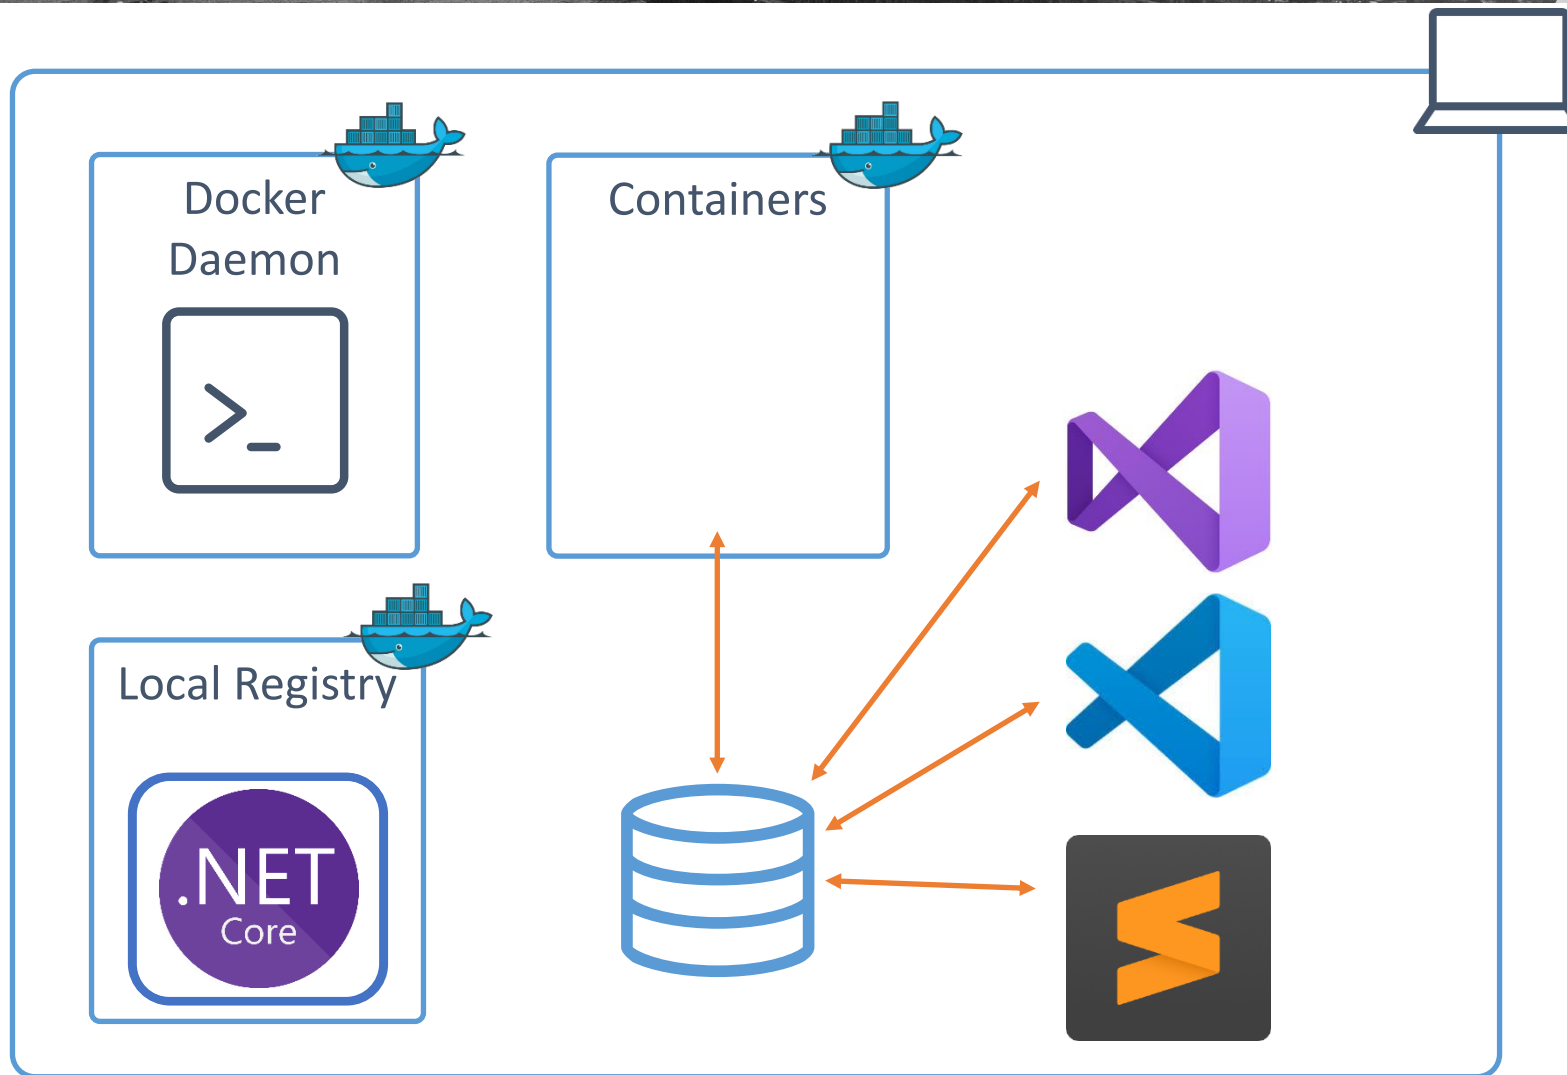 Docker
Daemon
Containers
Local Registry
.NET
Core